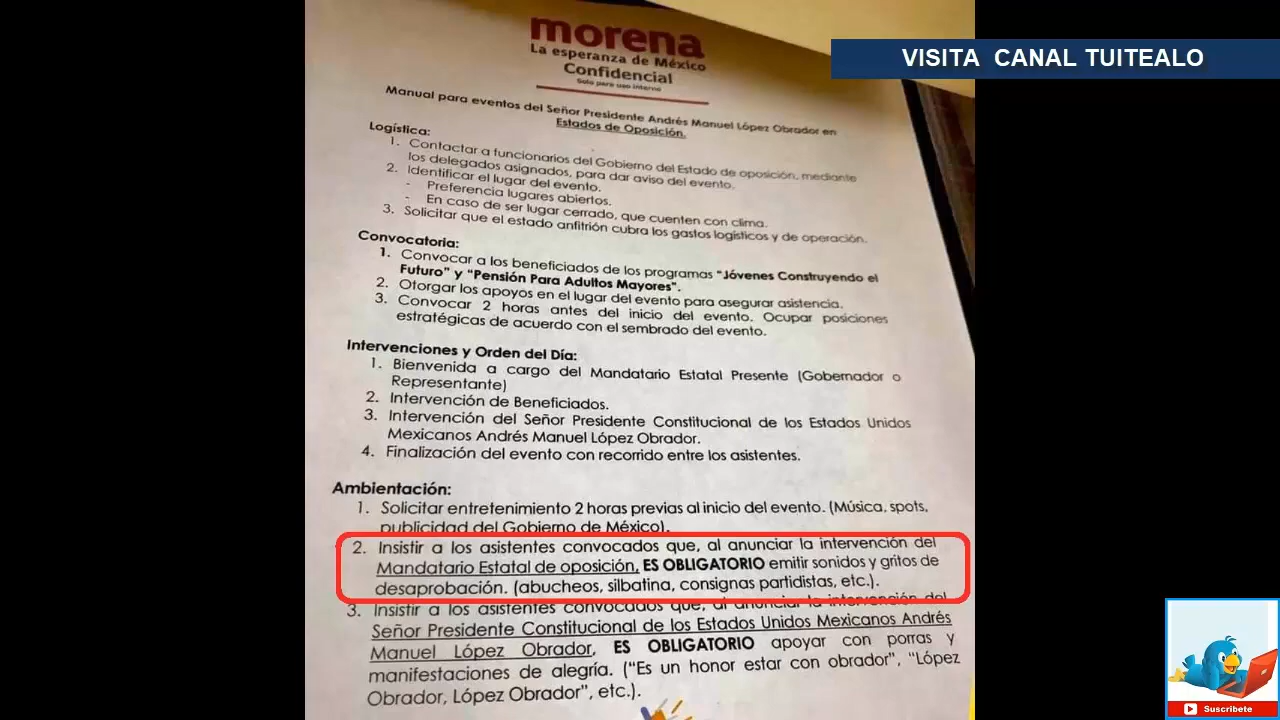 VISITA CANAL TUITEALO
morena
La esperanza de México
Confidencial
Solo para uso interno
Manual para eventos del Señor Presidente Andrés Manuel López Obrador en
Estados de Oposición.
Logística:
1. Contactar a funcionarios del Gobierno del Estado de oposición, mediante
los delegados asignados, para dar aviso del evento.
2. Identificar el lugar del evento.
- Preferencia lugares abiertos.
- En caso de ser lugar cerrado, que cuenten con clima.
3. Solicitar que el estado anfitrión cubra los gastos logísticos y de operación.
Convocatoria:
1. Convocar a los beneficiados de los programas "Jóvenes Construyendo el
Futuro" y "Pensión Para Adultos Mayores".
2. Otorgar los apoyos en el lugar del evento para asegurar asistencia.
3. Convocar 2 horas antes del inicio del evento. Ocupar posiciones
estratégicas de acuerdo con el sembrado del evento.
Intervenciones y Orden del Día:
1. Bienvenida a cargo del Mandatario Estatal Presente (Gobernador o
Representante)
2. Intervención de Beneficiados.
3. Intervención del Señor Presidente Constitucional de los Estados Unidos
Mexicanos Andrés Manuel López Obrador.
4. Finalización del evento con recorrido entre los asistentes.
Ambientación:
1. Solicitar entretenimiento 2 horas previas al inicio del evento. (Música, spots,
publicidad del Gobierno de México).
2. Insistir a los asistentes convocados que, al anunciar la intervención del
Mandatario Estatal de oposición, ES OBLIGATORIO emitir sonidos y gritos de
desaprobación. (abucheos, silbatina, consignas partidistas, etc.).
3. Insistir a los asistentes convocados que, al anunciar la intervención del
Señor Presidente Constitucional de los Estados Unidos Mexicanos Andrés
Manuel López Obrador, ES OBLIGATORIO apoyar con porras y
manifestaciones de alegría. ("Es un honor estar con obrador", "López
Obrador, López Obrador", etc.).
Suscribete